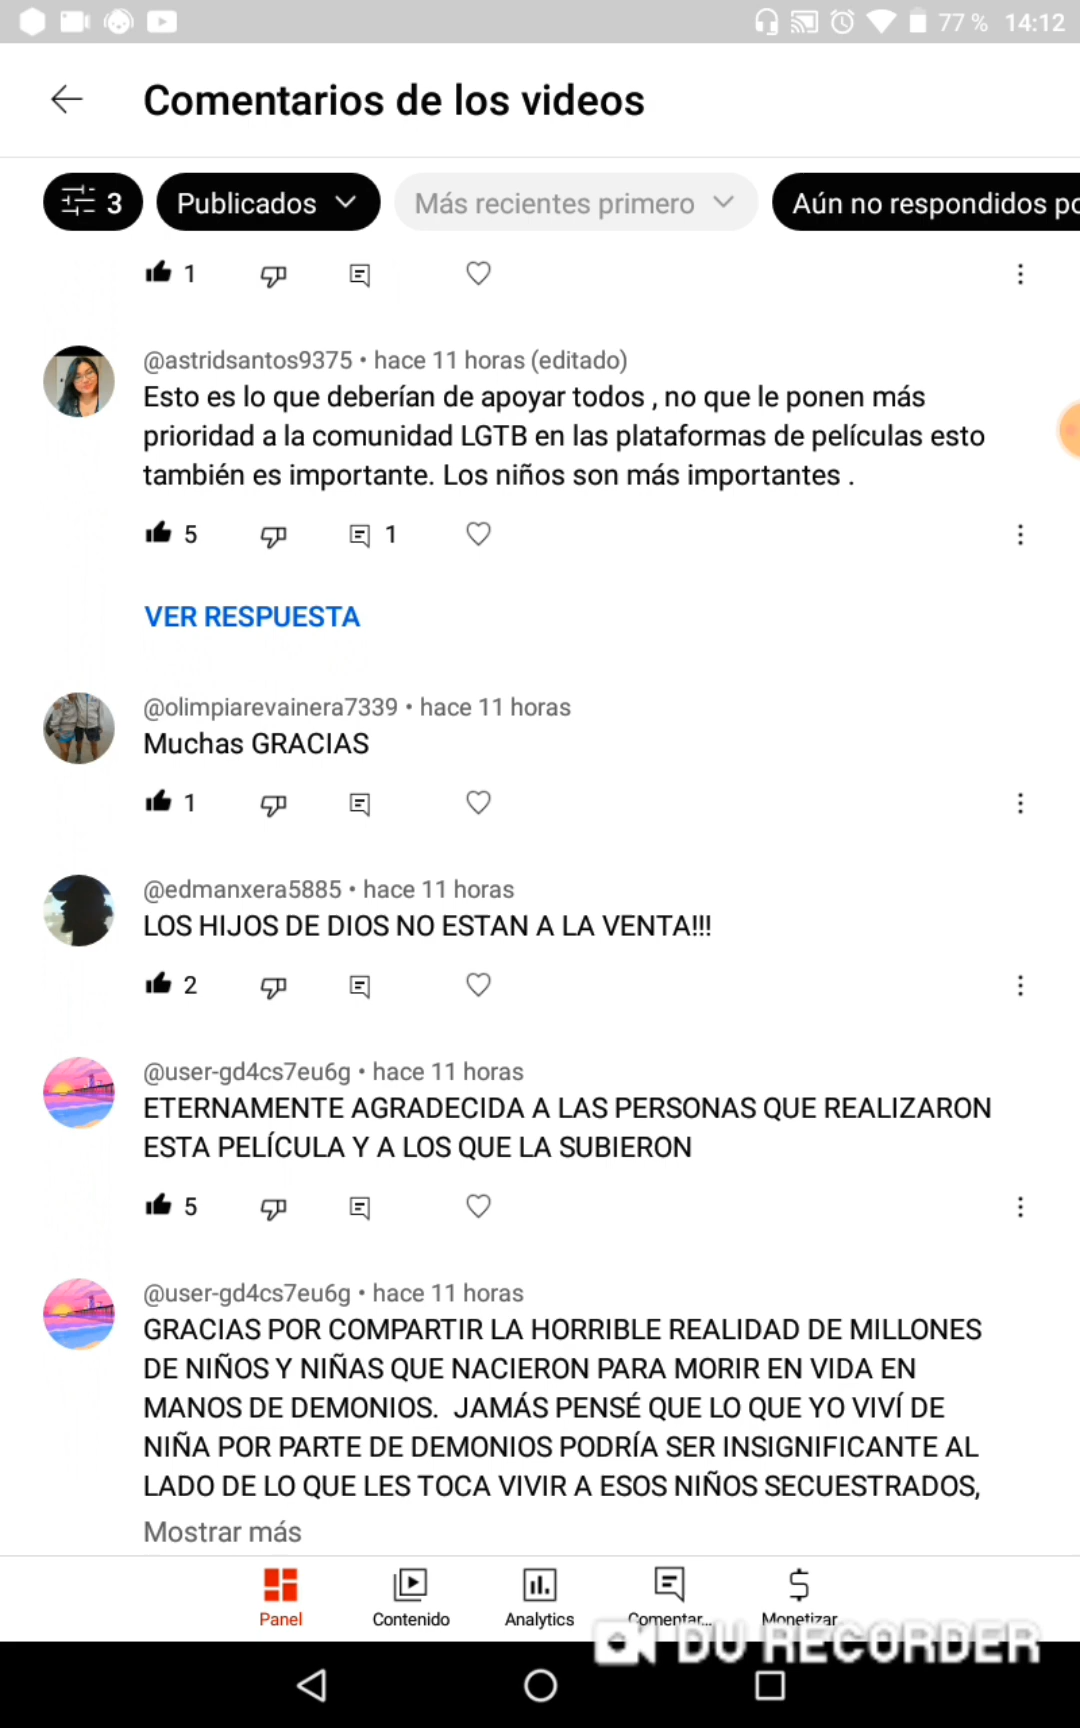 77 % 14:12
Comentarios de los videos
3 Publicados Más recientes primero Aún no respondidos po
1
@astridsantos9375 • hace 11 horas (editado)
Esto es lo que deberían de apoyar todos , no que le ponen más
prioridad a la comunidad LGTB en las plataformas de películas esto
también es importante. Los niños son más importantes .
5 1
VER RESPUESTA
@olimpiarevainera7339 • hace 11 horas
Muchas GRACIAS
1
@edmanxera5885 • hace 11 horas
LOS HIJOS DE DIOS NO ESTAN A LA VENTA!!!
2
@user-gd4cs7eu6g • hace 11 horas
ETERNAMENTE AGRADECIDA A LAS PERSONAS QUE REALIZARON
ESTA PELÍCULA Y A LOS QUE LA SUBIERON
5
@user-gd4cs7eu6g • hace 11 horas
GRACIAS POR COMPARTIR LA HORRIBLE REALIDAD DE MILLONES
DE NIÑOS Y NIÑAS QUE NACIERON PARA MORIR EN VIDA EN
MANOS DE DEMONIOS.  JAMÁS PENSÉ QUE LO QUE YO VIVÍ DE
NIÑA POR PARTE DE DEMONIOS PODRÍA SER INSIGNIFICANTE AL
LADO DE LO QUE LES TOCA VIVIR A ESOS NIÑOS SECUESTRADOS,
Mostrar más
Panel Contenido Analytics Comentar... Monetizar
DU RECORDER